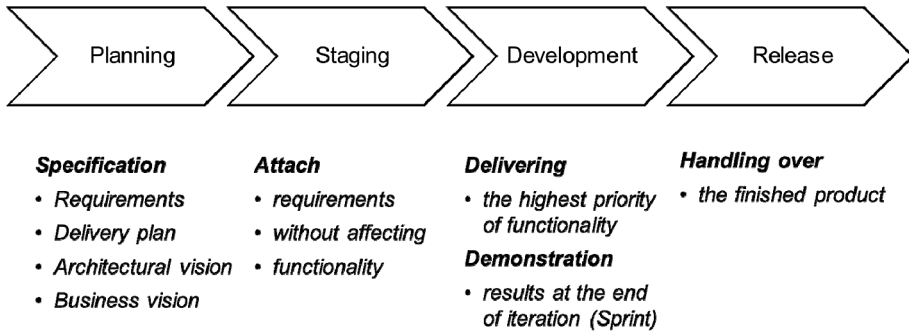 Planning
Staging
Development
Release
Specification
• Requirements
• Delivery plan
• Architectural vision
• Business vision
Attach
• requirements
• without affecting
• functionality
Delivering
• the highest priority
of functionality
Demonstration
• results at the end
of iteration (Sprint)
Handling over
• the finished product